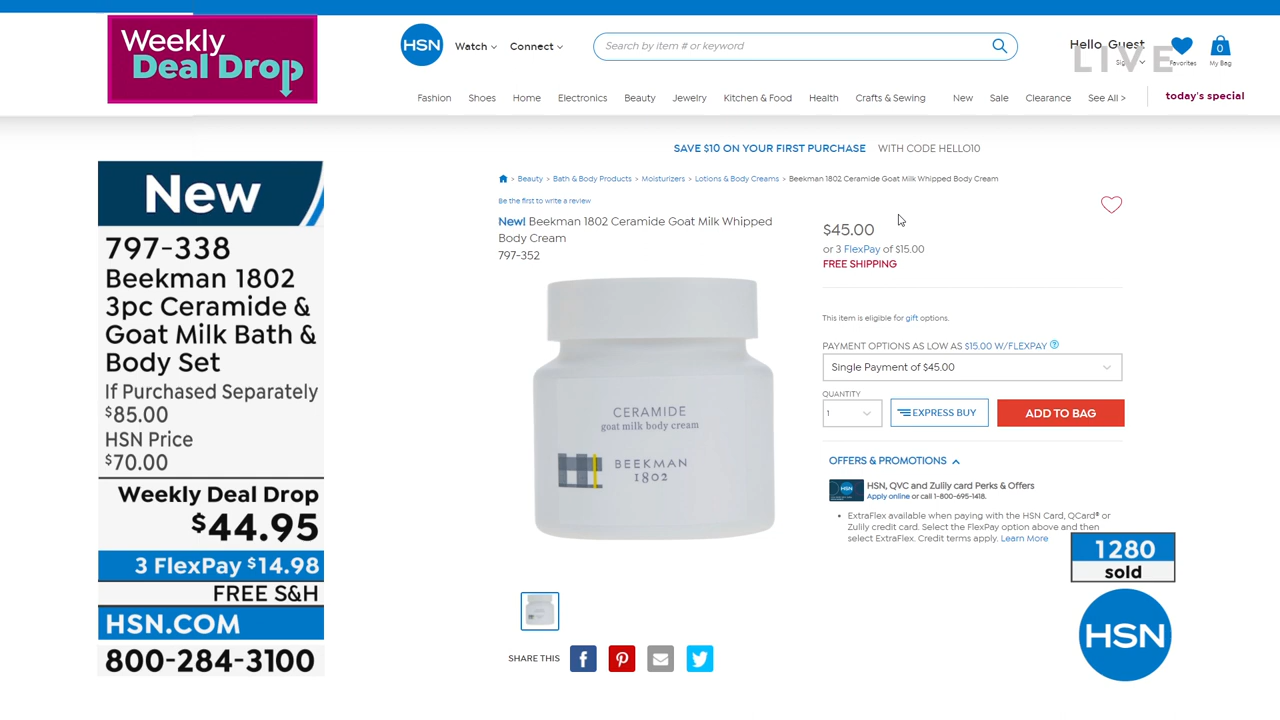 Weekly
Deal Drop
HSN
Watch
Connect
Search by item # or keyword
Hello, Guest
LIVE
Favorites
0
My Bag
Fashion
Shoes
Home
Electronics
Beauty
Jewelry
Kitchen & Food
Health
Crafts & Sewing
New
Sale
Clearance
See All >
today's special
SAVE $10 ON YOUR FIRST PURCHASE WITH CODE HELLO10
> Beauty > Bath & Body Products > Moisturizers > Lotions & Body Creams > Beekman 1802 Ceramide Goat Milk Whipped Body Cream
Be the first to write a review
New! Beekman 1802 Ceramide Goat Milk Whipped
Body Cream
797-352
CERAMIDE
goat milk body cream
BEEKMAN
1802
SHARE THIS
$45.00
or 3 FlexPay of $15.00
FREE SHIPPING
This item is eligible for gift options.
PAYMENT OPTIONS AS LOW AS $15.00 W/FLEXPAY ?
Single Payment of $45.00
QUANTITY
1
EXPRESS BUY
ADD TO BAG
OFFERS & PROMOTIONS
HSN
HSN, QVC and Zulily card Perks & Offers
Apply online or call 1-800-695-1418.
• ExtraFlex available when paying with the HSN Card, QCard® or
Zulily credit card. Select the FlexPay option above and then
select ExtraFlex. Credit terms apply. Learn More
New
797-338
Beekman 1802
3pc Ceramide &
Goat Milk Bath &
Body Set
If Purchased Separately
$85.00
HSN Price
$70.00
Weekly Deal Drop
$44.95
3 FlexPay $14.98
FREE S&H
HSN.COM
800-284-3100
1280
sold
HSN